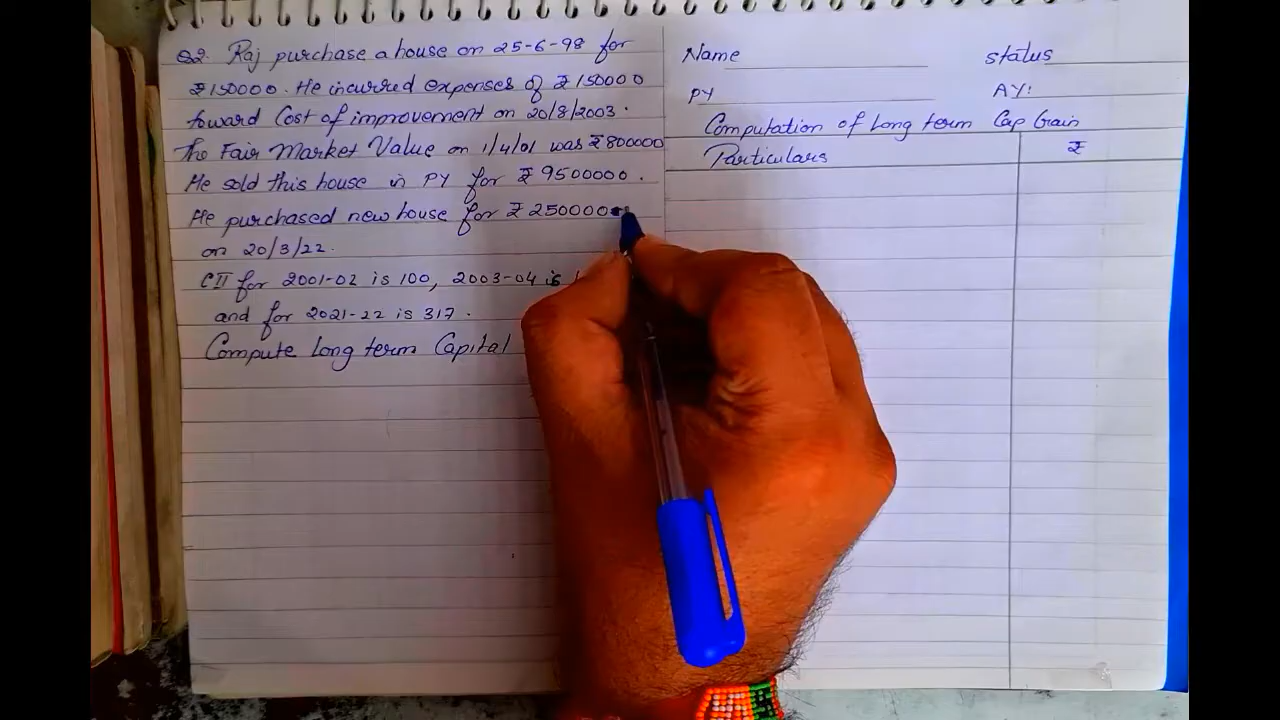 Q2. Raj purchase a house on 25-6-98 for
₹150000. He incurred expenses of ₹150000
toward Cost of improvement on 20/8/2003.
The Fair Market Value on 1/4/01 was ₹800000
He sold this house in PY for ₹ 9500000.
He purchased new house for ₹ 250000
on 20/3/22.
CII for 2001-02 is 100, 2003-04 is
and for 2021-22 is 317.
Compute Long term Capital
Name status
PY AY:
Computation of Long term Cap Gain
Particulars ₹